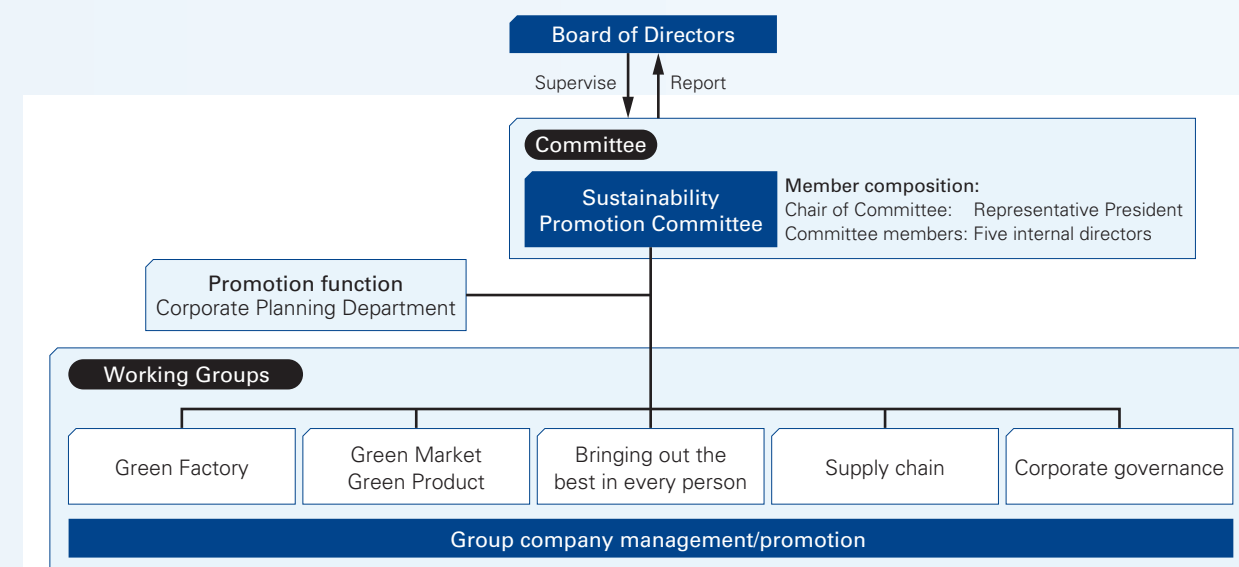 Board of Directors
Supervise
Report
Committee
Sustainability
Promotion Committee
Member composition:
Chair of Committee: Representative President
Committee members: Five internal directors
Promotion function
Corporate Planning Department
Working Groups
Green Factory
Green Market
Green Product
Bringing out the
best in every person
Supply chain
Corporate governance
Group company management/promotion